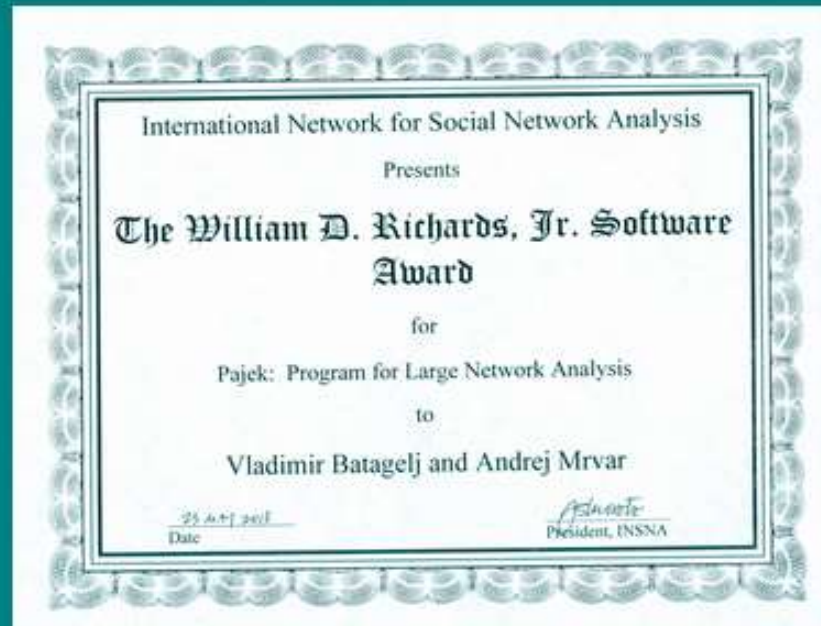 International Network for Social Network Analysis
Presents
The William D. Richards, Jr. Software
Award
for
Pajek: Program for Large Network Analysis
to
Vladimir Batagelj and Andrej Mrvar
Date
President, INSNA